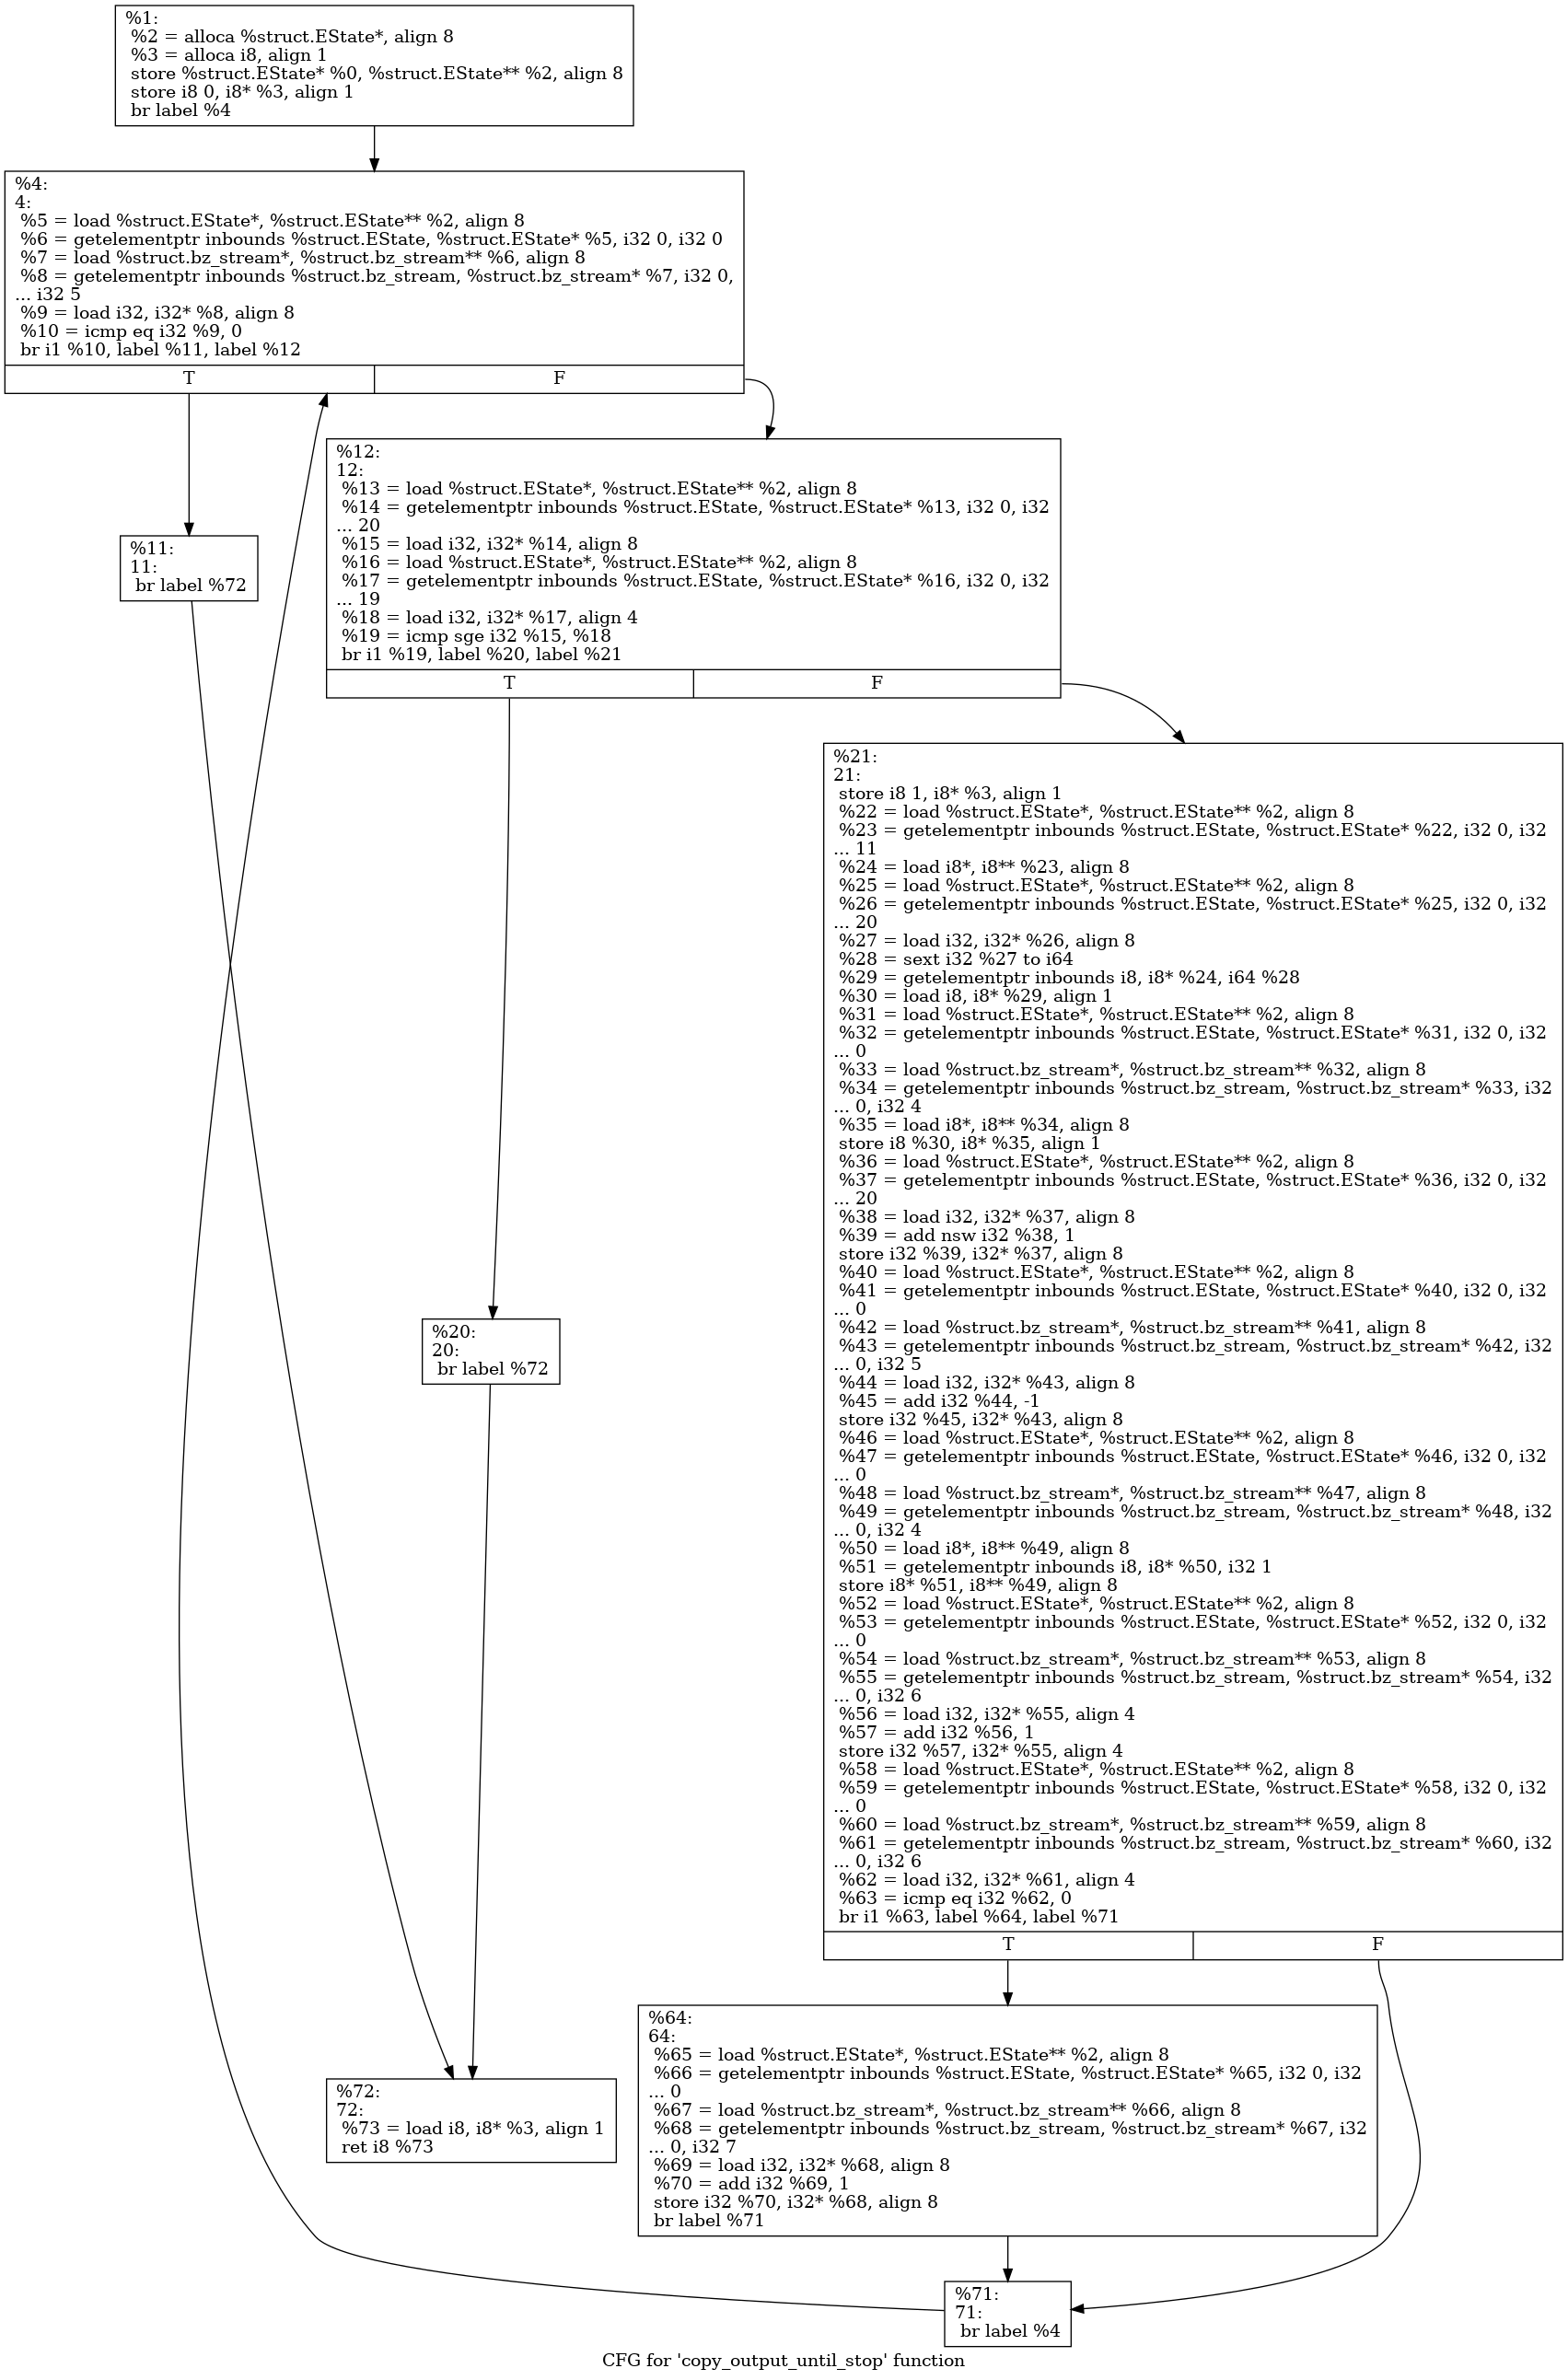 %1:
%2 = alloca %struct.EState*, align 8
%3 = alloca i8, align 1
store %struct.EState* %0, %struct.EState** %2, align 8
store i8 0, i8* %3, align 1
br label %4
%4:
4:
%5 = load %struct.EState*, %struct.EState** %2, align 8
%6 = getelementptr inbounds %struct.EState, %struct.EState* %5, i32 0, i32 0
%7 = load %struct.bz_stream*, %struct.bz_stream** %6, align 8
%8 = getelementptr inbounds %struct.bz_stream, %struct.bz_stream* %7, i32 0,
... i32 5
%9 = load i32, i32* %8, align 8
%10 = icmp eq i32 %9, 0
br i1 %10, label %11, label %12
T F
%12:
12:
%13 = load %struct.EState*, %struct.EState** %2, align 8
%14 = getelementptr inbounds %struct.EState, %struct.EState* %13, i32 0, i32
... 20
%15 = load i32, i32* %14, align 8
%16 = load %struct.EState*, %struct.EState** %2, align 8
%17 = getelementptr inbounds %struct.EState, %struct.EState* %16, i32 0, i32
... 19
%18 = load i32, i32* %17, align 4
%19 = icmp sge i32 %15, %18
br i1 %19, label %20, label %21
T F
%11:
11:
br label %72
%21:
21:
store i8 1, i8* %3, align 1
%22 = load %struct.EState*, %struct.EState** %2, align 8
%23 = getelementptr inbounds %struct.EState, %struct.EState* %22, i32 0, i32
... 11
%24 = load i8*, i8** %23, align 8
%25 = load %struct.EState*, %struct.EState** %2, align 8
%26 = getelementptr inbounds %struct.EState, %struct.EState* %25, i32 0, i32
... 20
%27 = load i32, i32* %26, align 8
%28 = sext i32 %27 to i64
%29 = getelementptr inbounds i8, i8* %24, i64 %28
%30 = load i8, i8* %29, align 1
%31 = load %struct.EState*, %struct.EState** %2, align 8
%32 = getelementptr inbounds %struct.EState, %struct.EState* %31, i32 0, i32
... 0
%33 = load %struct.bz_stream*, %struct.bz_stream** %32, align 8
%34 = getelementptr inbounds %struct.bz_stream, %struct.bz_stream* %33, i32
... 0, i32 4
%35 = load i8*, i8** %34, align 8
store i8 %30, i8* %35, align 1
%36 = load %struct.EState*, %struct.EState** %2, align 8
%37 = getelementptr inbounds %struct.EState, %struct.EState* %36, i32 0, i32
... 20
%38 = load i32, i32* %37, align 8
%39 = add nsw i32 %38, 1
store i32 %39, i32* %37, align 8
%40 = load %struct.EState*, %struct.EState** %2, align 8
%41 = getelementptr inbounds %struct.EState, %struct.EState* %40, i32 0, i32
... 0
%42 = load %struct.bz_stream*, %struct.bz_stream** %41, align 8
%43 = getelementptr inbounds %struct.bz_stream, %struct.bz_stream* %42, i32
... 0, i32 5
%44 = load i32, i32* %43, align 8
%45 = add i32 %44, -1
store i32 %45, i32* %43, align 8
%46 = load %struct.EState*, %struct.EState** %2, align 8
%47 = getelementptr inbounds %struct.EState, %struct.EState* %46, i32 0, i32
... 0
%48 = load %struct.bz_stream*, %struct.bz_stream** %47, align 8
%49 = getelementptr inbounds %struct.bz_stream, %struct.bz_stream* %48, i32
... 0, i32 4
%50 = load i8*, i8** %49, align 8
%51 = getelementptr inbounds i8, i8* %50, i32 1
store i8* %51, i8** %49, align 8
%52 = load %struct.EState*, %struct.EState** %2, align 8
%53 = getelementptr inbounds %struct.EState, %struct.EState* %52, i32 0, i32
... 0
%54 = load %struct.bz_stream*, %struct.bz_stream** %53, align 8
%55 = getelementptr inbounds %struct.bz_stream, %struct.bz_stream* %54, i32
... 0, i32 6
%56 = load i32, i32* %55, align 4
%57 = add i32 %56, 1
store i32 %57, i32* %55, align 4
%58 = load %struct.EState*, %struct.EState** %2, align 8
%59 = getelementptr inbounds %struct.EState, %struct.EState* %58, i32 0, i32
... 0
%60 = load %struct.bz_stream*, %struct.bz_stream** %59, align 8
%61 = getelementptr inbounds %struct.bz_stream, %struct.bz_stream* %60, i32
... 0, i32 6
%62 = load i32, i32* %61, align 4
%63 = icmp eq i32 %62, 0
br i1 %63, label %64, label %71
T F
%20:
20:
br label %72
%64:
64:
%65 = load %struct.EState*, %struct.EState** %2, align 8
%66 = getelementptr inbounds %struct.EState, %struct.EState* %65, i32 0, i32
... 0
%67 = load %struct.bz_stream*, %struct.bz_stream** %66, align 8
%68 = getelementptr inbounds %struct.bz_stream, %struct.bz_stream* %67, i32
... 0, i32 7
%69 = load i32, i32* %68, align 8
%70 = add i32 %69, 1
store i32 %70, i32* %68, align 8
br label %71
%72:
72:
%73 = load i8, i8* %3, align 1
ret i8 %73
%71:
71:
br label %4
CFG for 'copy_output_until_stop' function